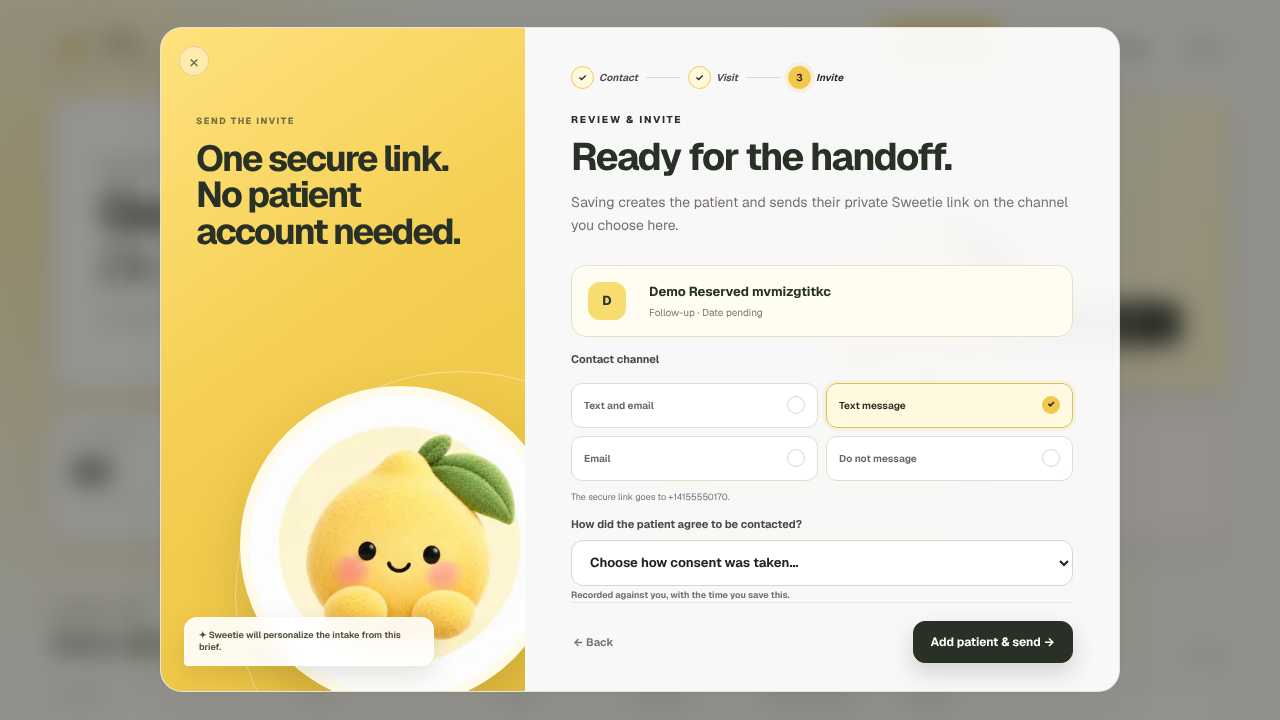 ×
SEND THE INVITE
One secure link.
No patient
account needed.
✦ Sweetie will personalize the intake from this
brief.
✓ Contact ✓ Visit 3 Invite
REVIEW & INVITE
Ready for the handoff.
Saving creates the patient and sends their private Sweetie link on the channel
you choose here.
D
Demo Reserved mvmizgtitkc
Follow-up · Date pending
Contact channel
Text and email
Text message
Email
Do not message
The secure link goes to +14155550170.
How did the patient agree to be contacted?
Choose how consent was taken...
Recorded against you, with the time you save this.
← Back
Add patient & send →